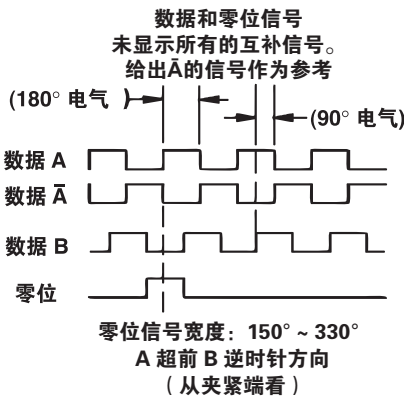 数据和零位信号
未显示所有的互补信号。
给出Ā的信号作为参考
(180° 电气 )
(90° 电气)
数据 A
数据 Ā
数据 B
零位
零位信号宽度: 150° ~ 330°
A 超前 B 逆时针方向
( 从夹紧端看 )